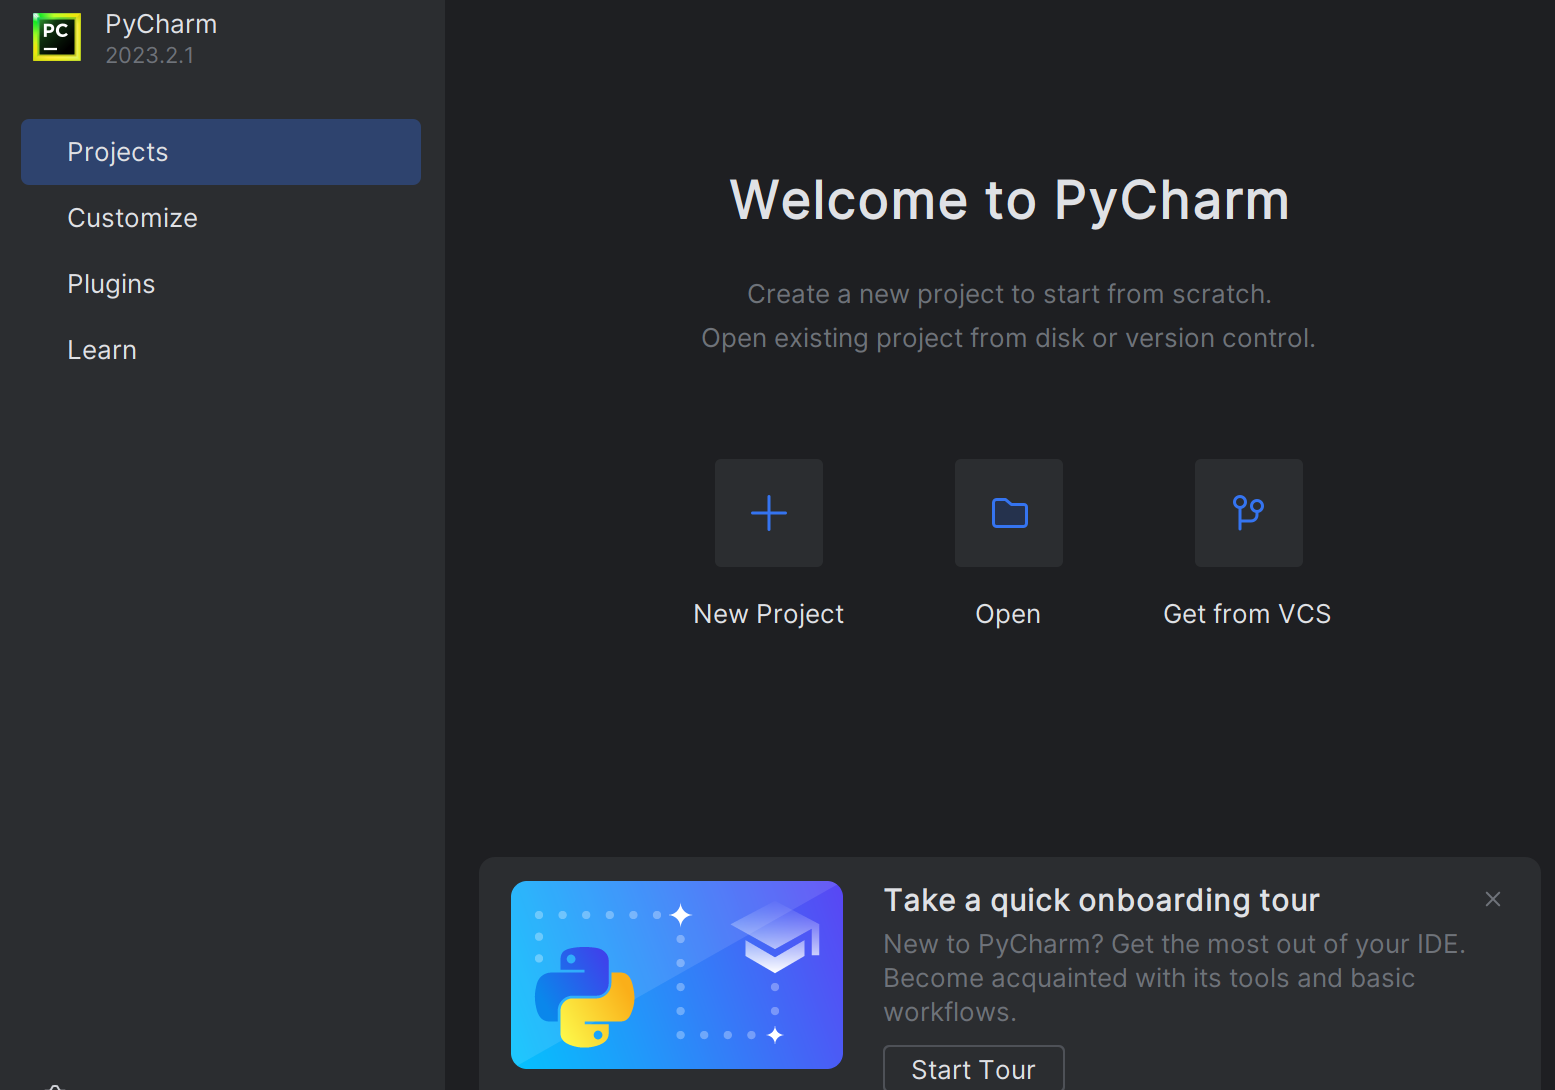 PC
PyCharm
2023.2.1
Projects
Customize
Plugins
Learn
Welcome to PyCharm
Create a new project to start from scratch.
Open existing project from disk or version control.
New Project
Open
Get from VCS
Take a quick onboarding tour
New to PyCharm? Get the most out of your IDE.
Become acquainted with its tools and basic
workflows.
Start Tour